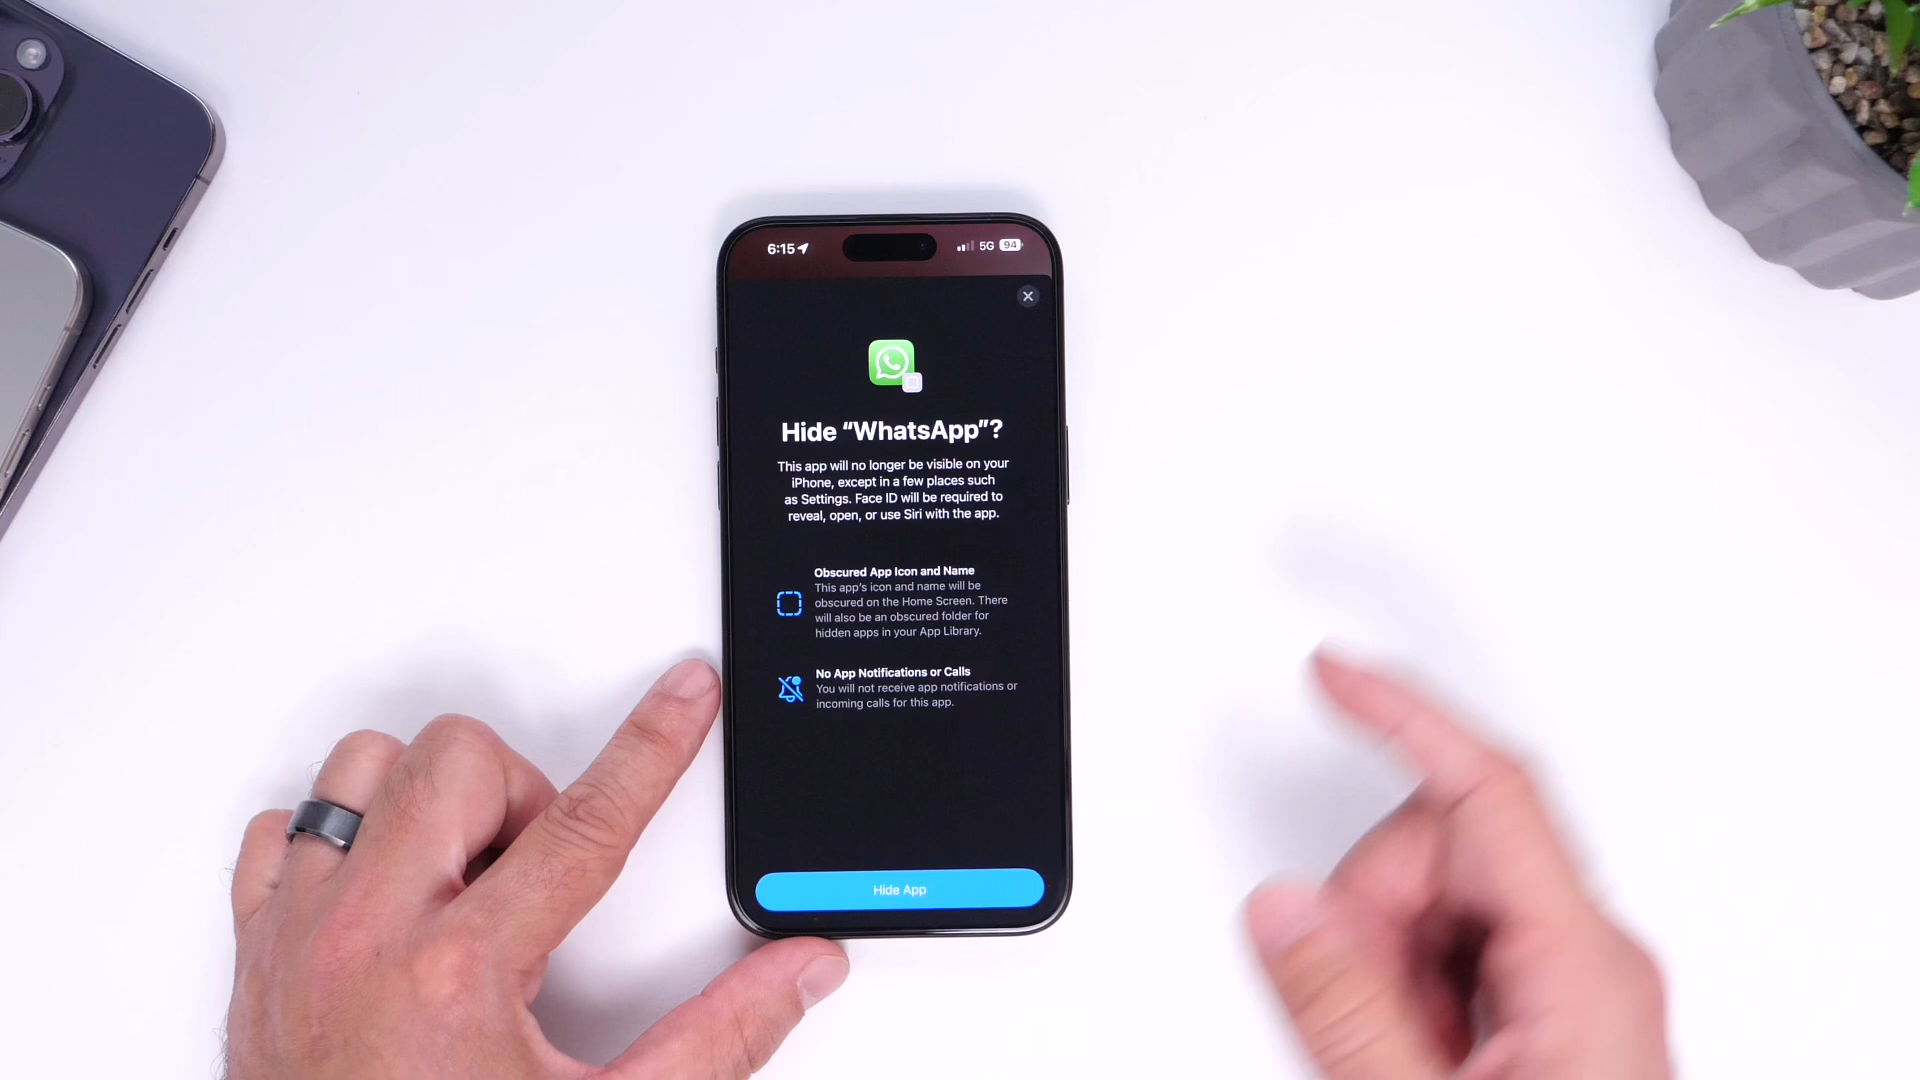 6:15
5G 94
Hide “WhatsApp”?
This app will no longer be visible on your
iPhone, except in a few places such
as Settings. Face ID will be required to
reveal, open, or use Siri with the app.
Obscured App Icon and Name
This app's icon and name will be
obscured on the Home Screen. There
will also be an obscured folder for
hidden apps in your App Library.
No App Notifications or Calls
You will not receive app notifications or
incoming calls for this app.
Hide App